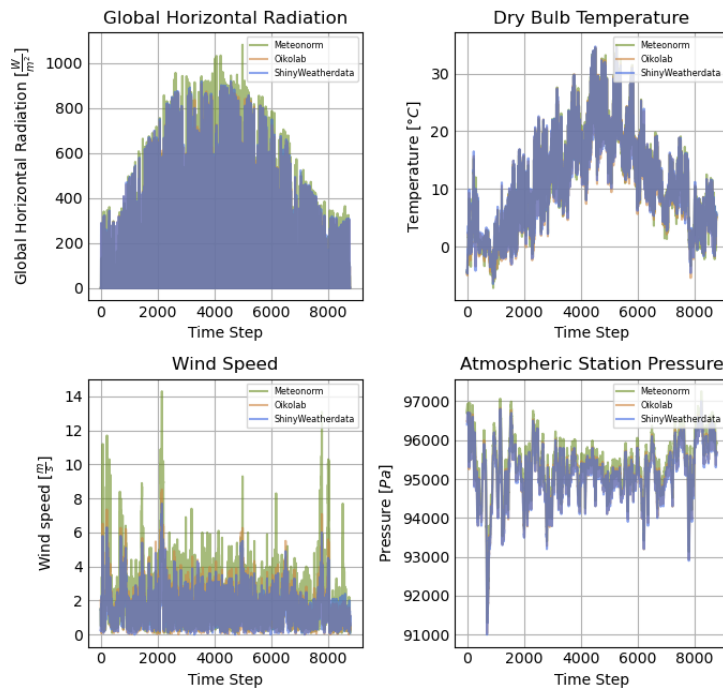 Global Horizontal Radiation
Global Horizontal Radiation [W/m²]
1000
800
600
400
200
0
Meteonorm
Oikolab
ShinyWeatherdata
0 2000 4000 6000 8000
Time Step
Dry Bulb Temperature
Temperature [°C]
30
20
10
0
Meteonorm
Oikolab
ShinyWeatherdata
0 2000 4000 6000 8000
Time Step
Wind Speed
Wind speed [m/s]
14
12
10
8
6
4
2
0
Meteonorm
Oikolab
ShinyWeatherdata
0 2000 4000 6000 8000
Time Step
Atmospheric Station Pressure
Pressure [Pa]
97000
96000
95000
94000
93000
92000
91000
Meteonorm
Oikolab
ShinyWeatherdata
0 2000 4000 6000 8000
Time Step